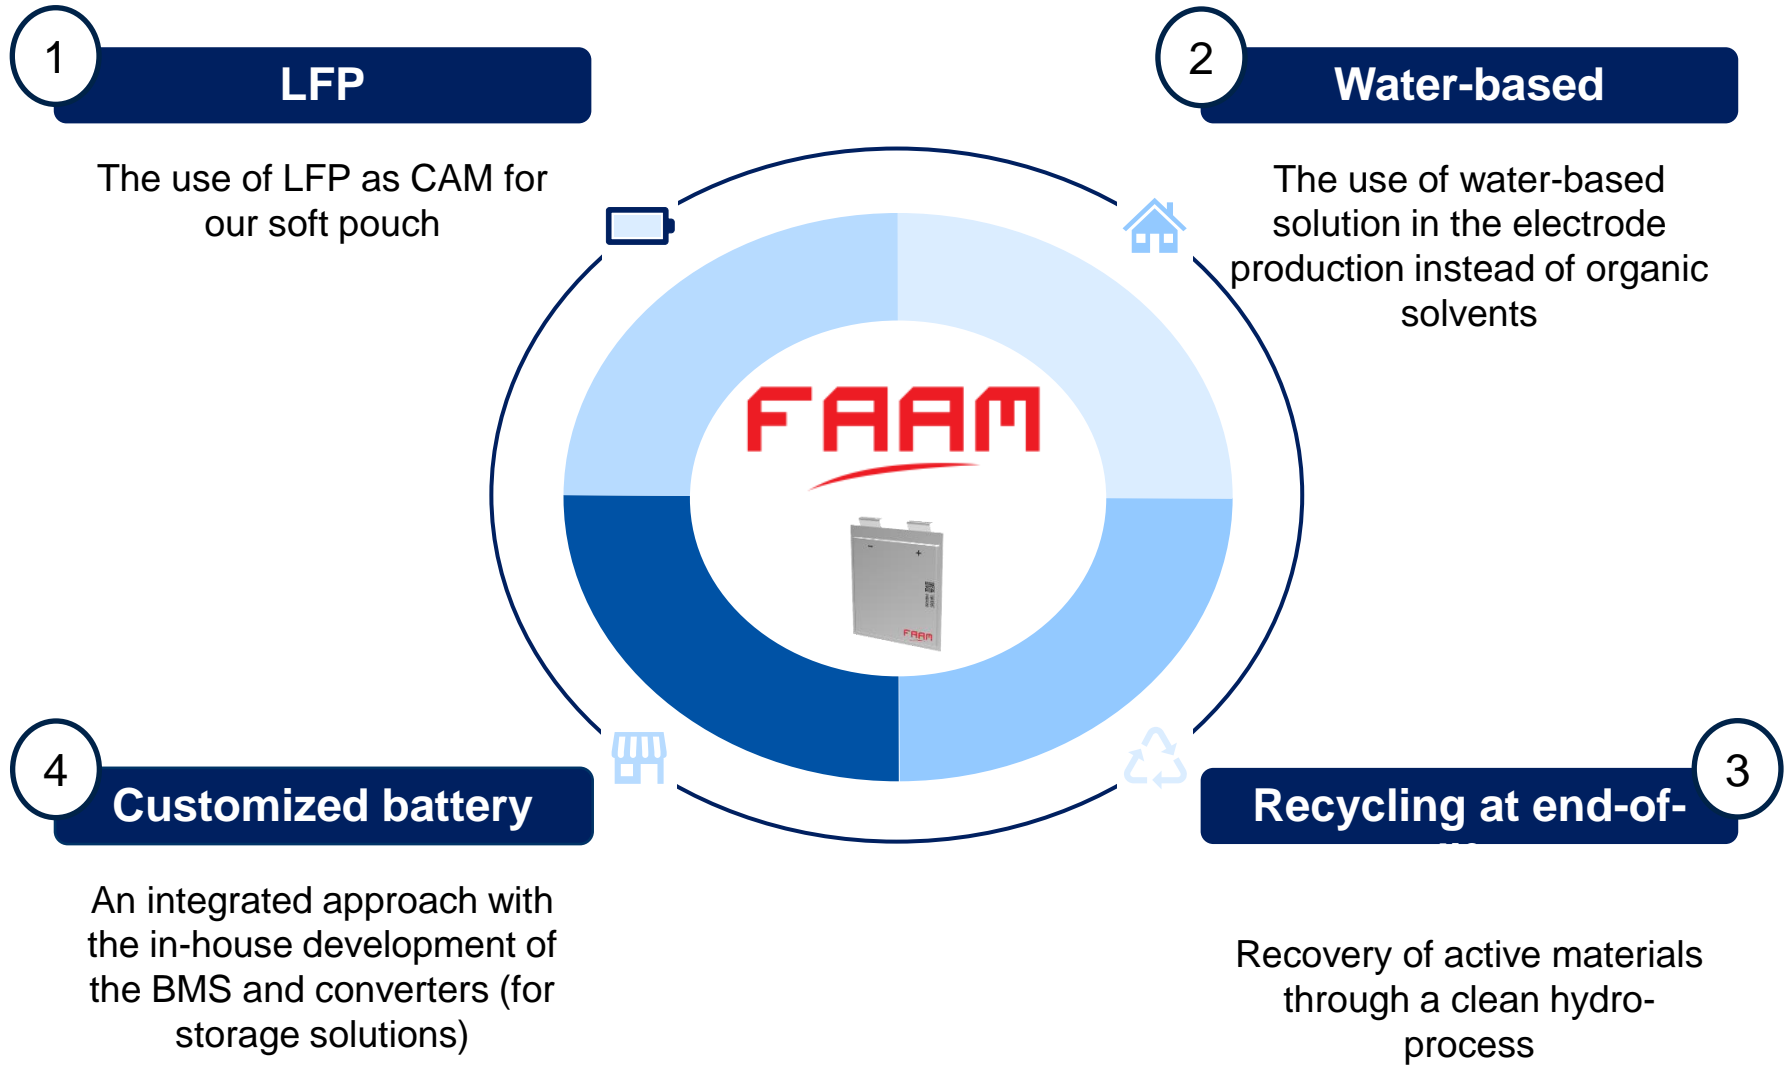 1
LFP
The use of LFP as CAM for
our soft pouch
2
Water-based
The use of water-based
solution in the electrode
production instead of organic
solvents
FAAM
- +
FAAM
4
Customized battery
An integrated approach with
the in-house development of
the BMS and converters (for
storage solutions)
3
Recycling at end-of-
Recovery of active materials
through a clean hydro-
process